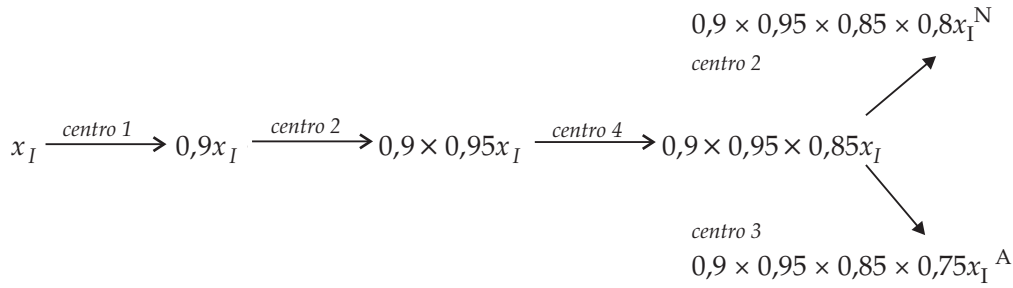 0,9 × 0,95 × 0,85 × 0,8x_I^N
centro 2
x_I centro 1 0,9x_I centro 2 0,9 × 0,95x_I centro 4 0,9 × 0,95 × 0,85x_I
centro 3
0,9 × 0,95 × 0,85 × 0,75x_I^A